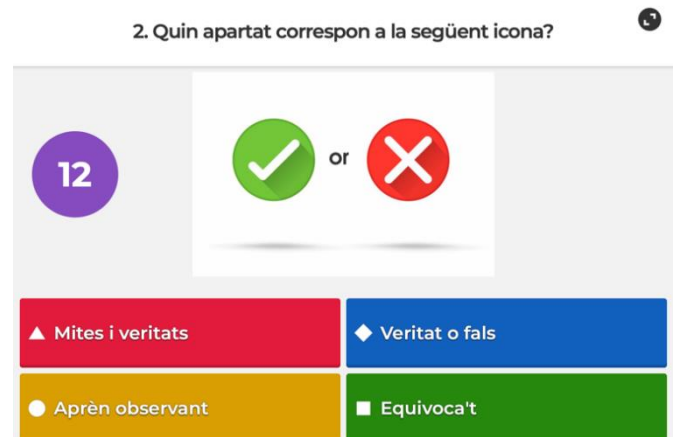 2. Quin apartat correspon a la següent icona?
12
or
Mites i veritats
Veritat o fals
Aprèn observant
Equivoca't